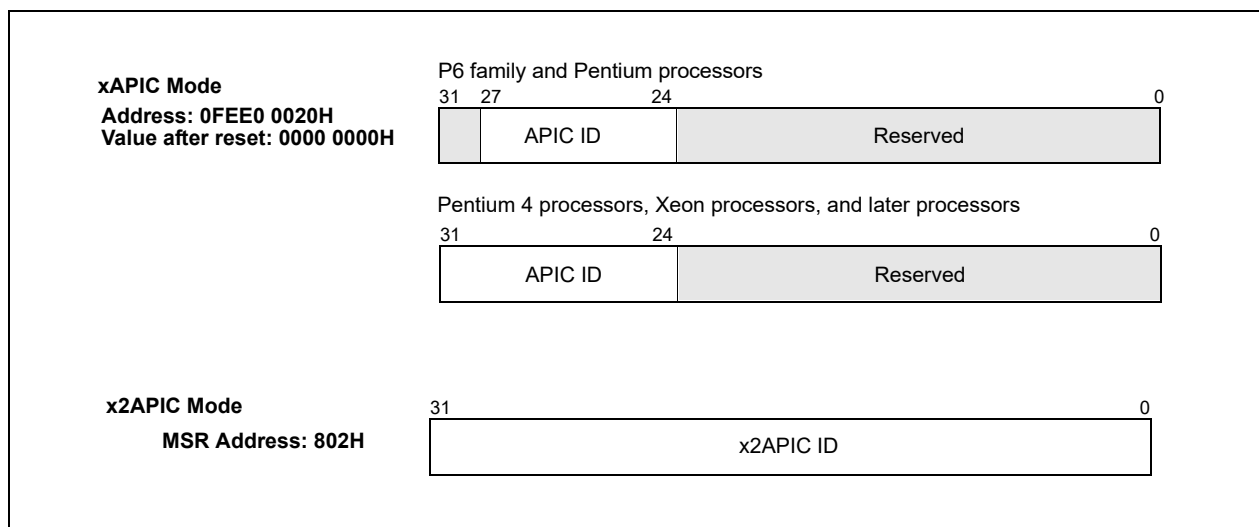 xAPIC Mode
Address: 0FEE0 0020H
Value after reset: 0000 0000H
P6 family and Pentium processors
31 27 24 0
APIC ID Reserved
Pentium 4 processors, Xeon processors, and later processors
31 24 0
APIC ID Reserved
x2APIC Mode
MSR Address: 802H
31 0
x2APIC ID